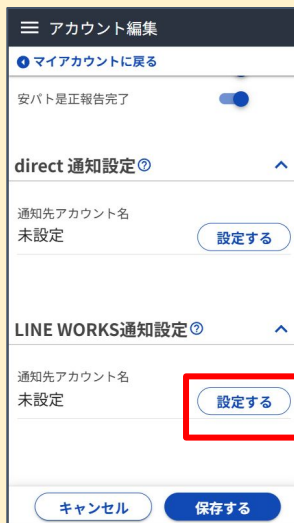 アカウント編集
マイアカウントに戻る
安パト是正報告完了
direct 通知設定?
通知先アカウント名
未設定
設定する
LINE WORKS通知設定?
通知先アカウント名
未設定
設定する
キャンセル
保存する